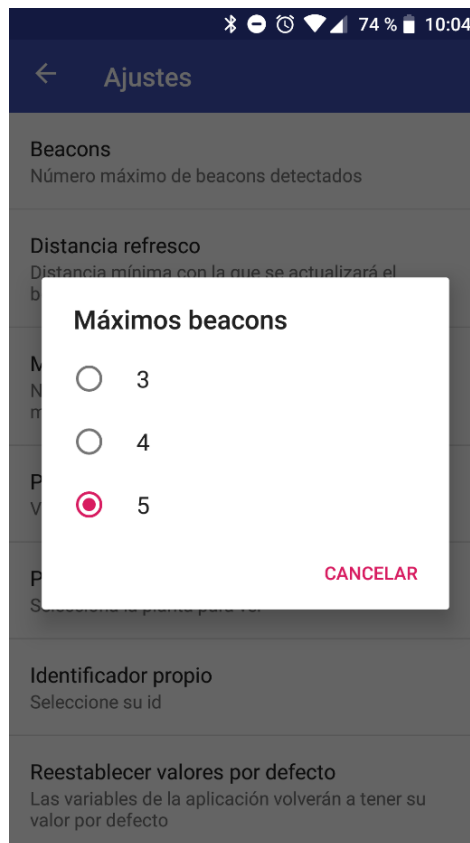 74 % 10:04
Ajustes
Beacons
Número máximo de beacons detectados
Distancia refresco
Distancia mínima con la que se actualizará el
b
Máximos beacons
M
3
N
m
4
P
V
5
P
CANCELAR
Selecciona la planta para ver
Identificador propio
Seleccione su id
Reestablecer valores por defecto
Las variables de la aplicación volverán a tener su
valor por defecto